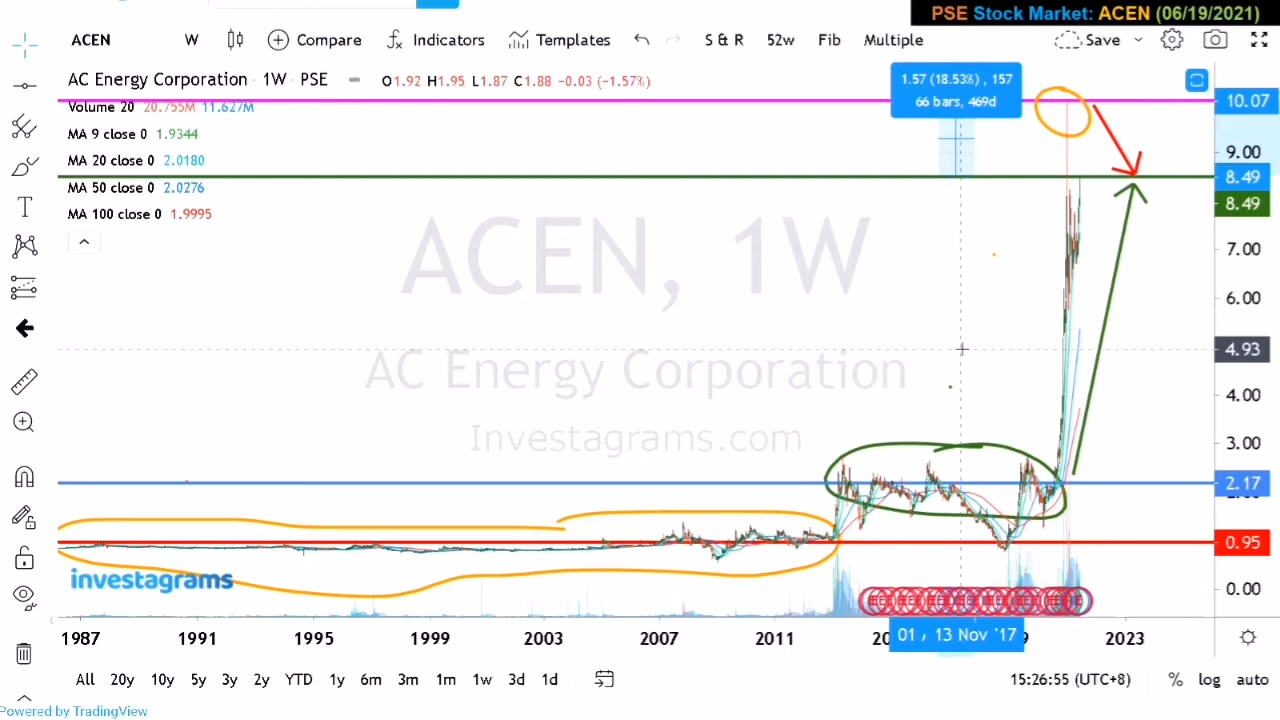 PSE Stock Market: ACEN (06/19/2021)
ACEN W Compare Indicators Templates S & R 52w Fib Multiple Save
AC Energy Corporation 1W PSE O1.92 H1.95 L1.87 C1.88 -0.03 (-1.57%)
1.57 (18.53%) , 157
66 bars, 469d
Volume 20 20.755M 11.627M
MA 9 close 0 1.9344
MA 20 close 0 2.0180
MA 50 close 0 2.0276
MA 100 close 0 1.9995
10.07
9.00
8.49
8.49
7.00
6.00
4.93
4.00
3.00
2.17
0.95
0.00
ACEN, 1W
AC Energy Corporation
Investagrams.com
investagrams
1987 1991 1995 1999 2003 2007 2011 01 , 13 Nov '17 2023
All 20y 10y 5y 3y 2y YTD 1y 6m 3m 1m 1w 3d 1d 15:26:55 (UTC+8) % log auto
Powered by TradingView